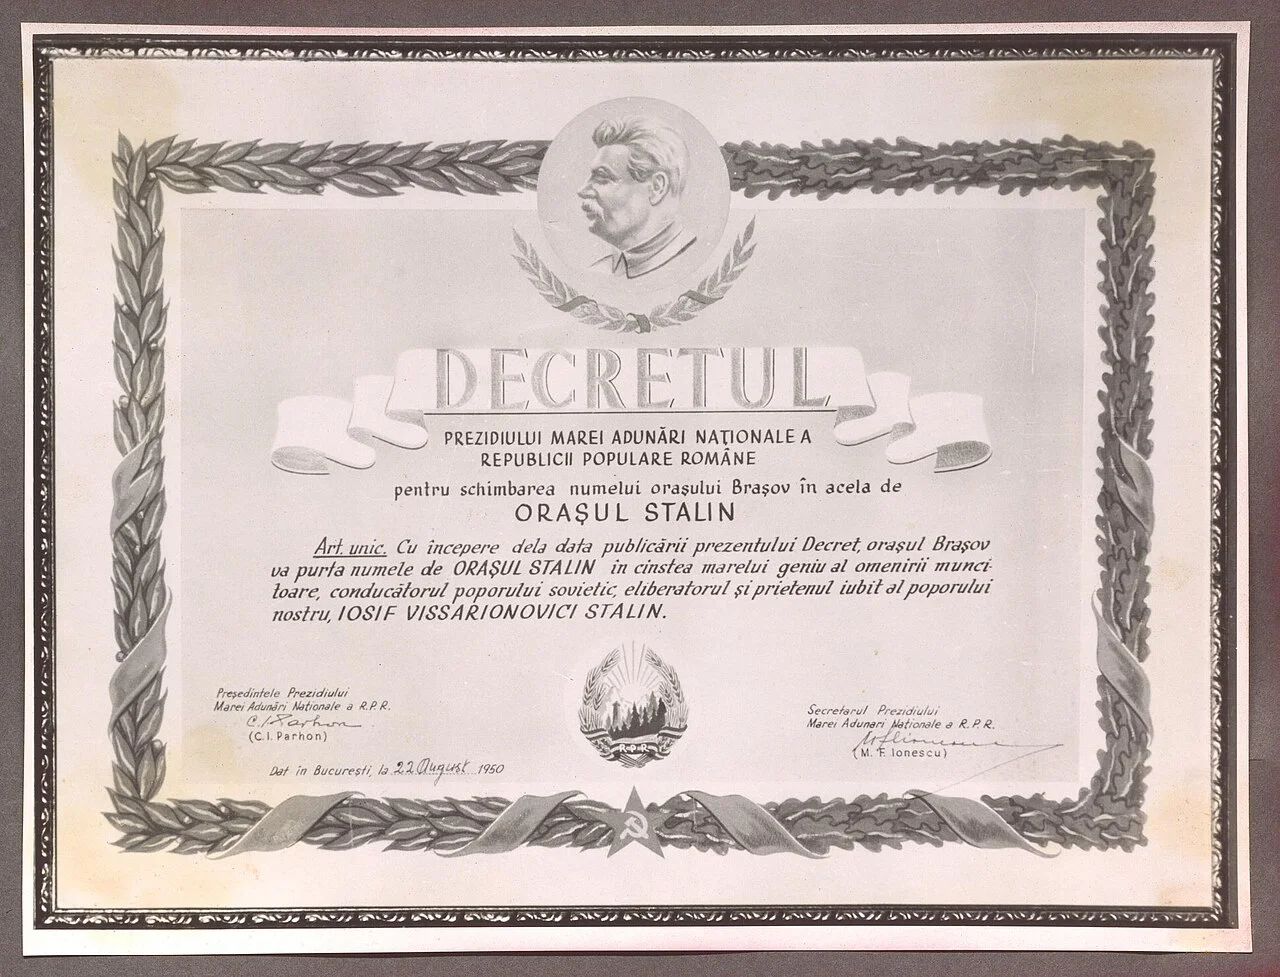 DECRETUL
PREZIDIULUI MAREI ADUNĂRI NAȚIONALE A
REPUBLICII POPULARE ROMÂNE
pentru schimbarea numelui orașului Brașov în acela de
ORAȘUL STALIN
Art. unic. Cu începere dela data publicării prezentului Decret, orașul Brașov
va purta numele de ORAȘUL STALIN in cinstea marelui geniu al omenirii munci-
toare, conducătorul poporului sovietic, eliberatorul și prietenul iubit al poporului
nostru, IOSIF VISSARIONOVICI STALIN.
Președintele Prezidiului
Marei Adunări Naționale a R.P.R.
C.I. Parhon
(C.I. Parhon)
Dat în București, la 22 August 1950
R·P·R
Secretarul Prezidiului
Marei Adunari Naționale a R.P.R.
(M. F. Ionescu)